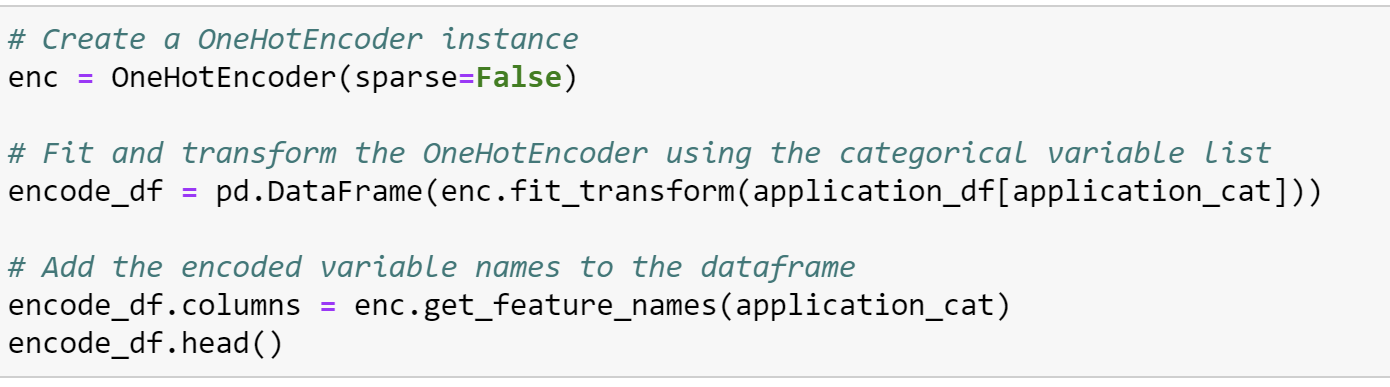 # Create a OneHotEncoder instance
enc = OneHotEncoder(sparse=False)
# Fit and transform the OneHotEncoder using the categorical variable list
encode_df = pd.DataFrame(enc.fit_transform(application_df[application_cat]))
# Add the encoded variable names to the dataframe
encode_df.columns = enc.get_feature_names(application_cat)
encode_df.head()